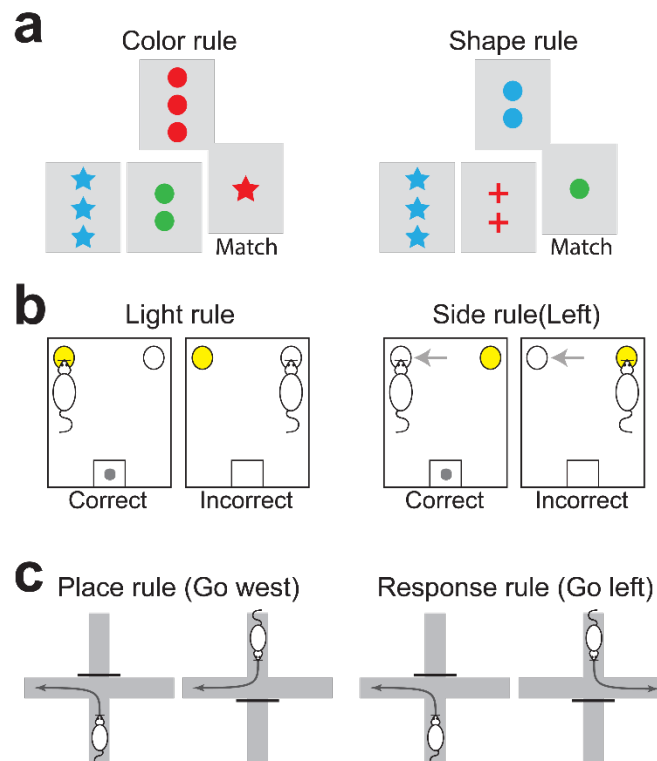 a
Color rule
Shape rule
Match
Match
b
Light rule
Side rule(Left)
Correct
Incorrect
Correct
Incorrect
c
Place rule (Go west)
Response rule (Go left)